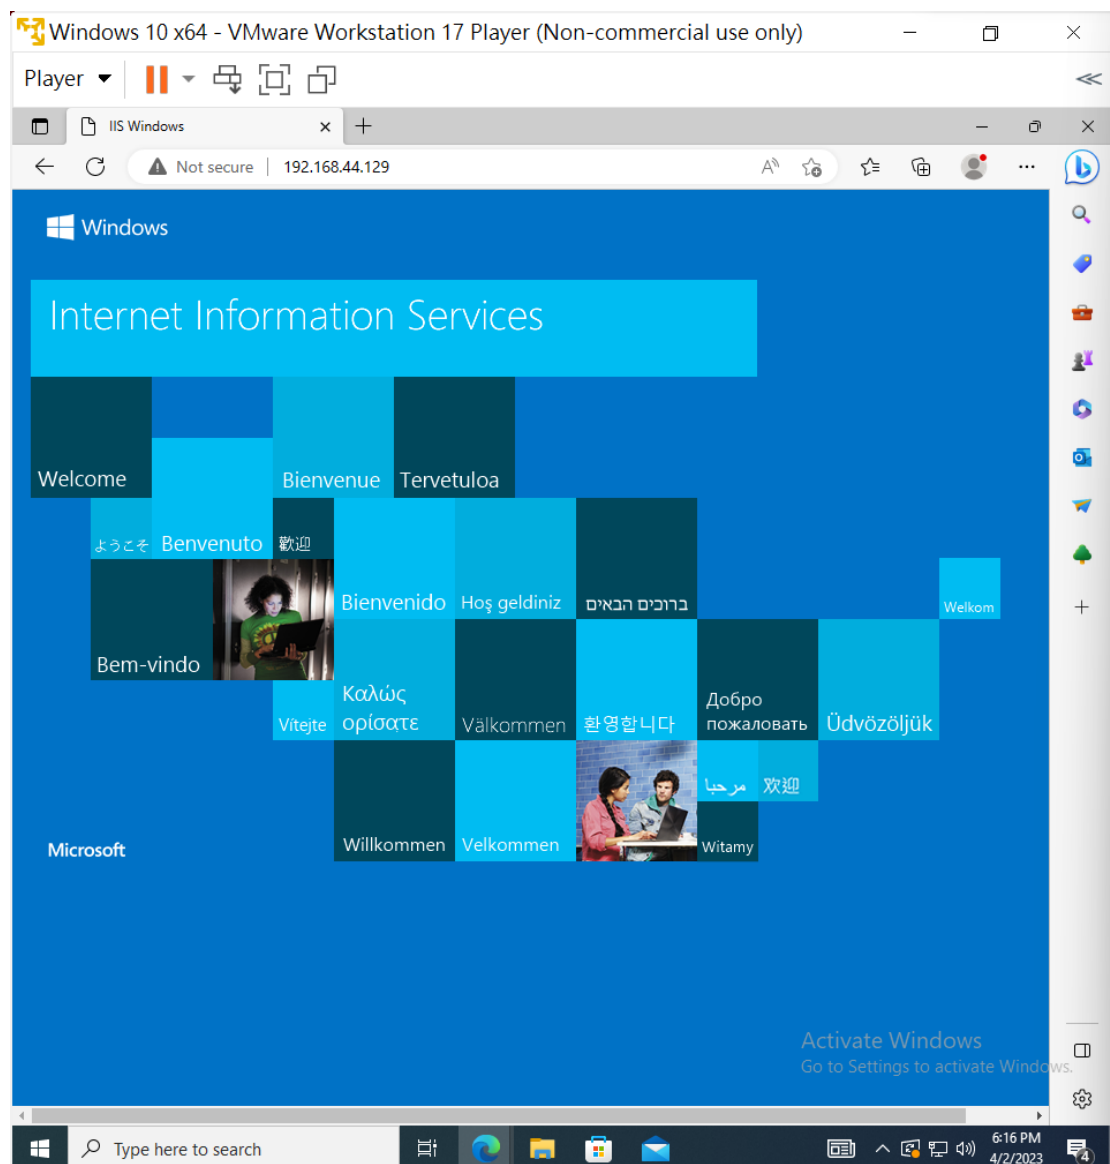 Windows 10 x64 - VMware Workstation 17 Player (Non-commercial use only)
Player
IIS Windows
Not secure
192.168.44.129
Windows
Internet Information Services
Welcome
Bienvenue
Tervetuloa
ようこそ
Benvenuto
歡迎
Bienvenido
Hoş geldiniz
ברוכים הבאים
Welkom
Bem-vindo
Vítejte
Καλώς
ορίσατε
Välkommen
환영합니다
Добро
пожаловать
Üdvözöljük
مرحبا
欢迎
Microsoft
Willkommen
Velkommen
Witamy
Activate Windows
Go to Settings to activate Windows.
Type here to search
6:16 PM
4/2/2023
4